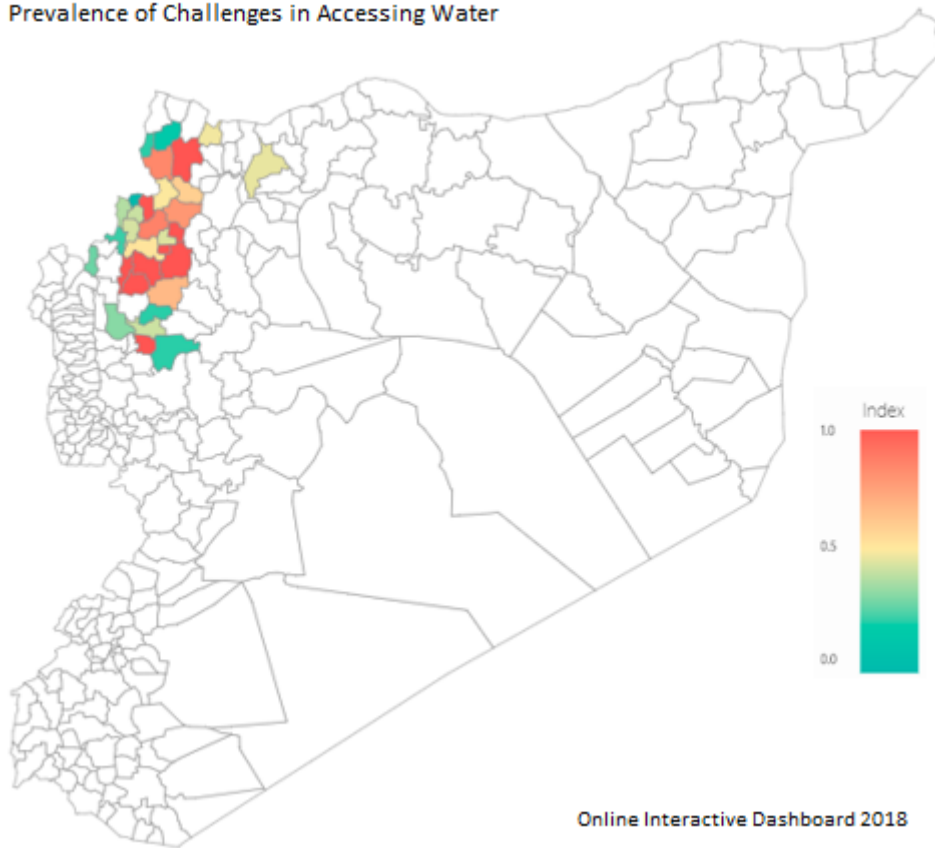 Prevalence of Challenges in Accessing Water
Index
1.0
0.5
0.0
Online Interactive Dashboard 2018